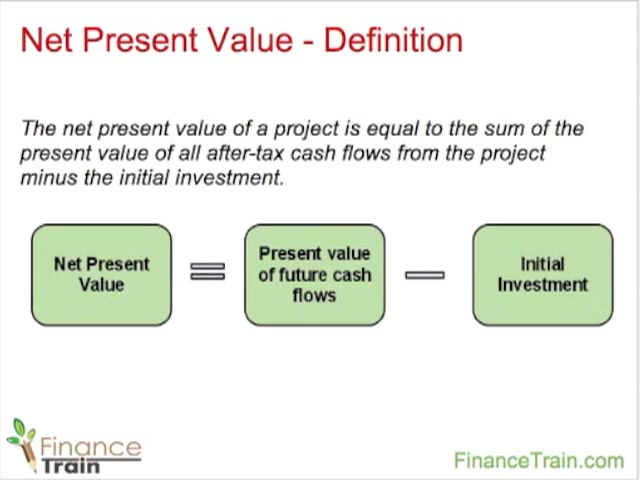 Net Present Value - Definition
The net present value of a project is equal to the sum of the
present value of all after-tax cash flows from the project
minus the initial investment.
Net Present
Value
=
Present value
of future cash
flows
–
Initial
Investment
Finance
Train
FinanceTrain.com